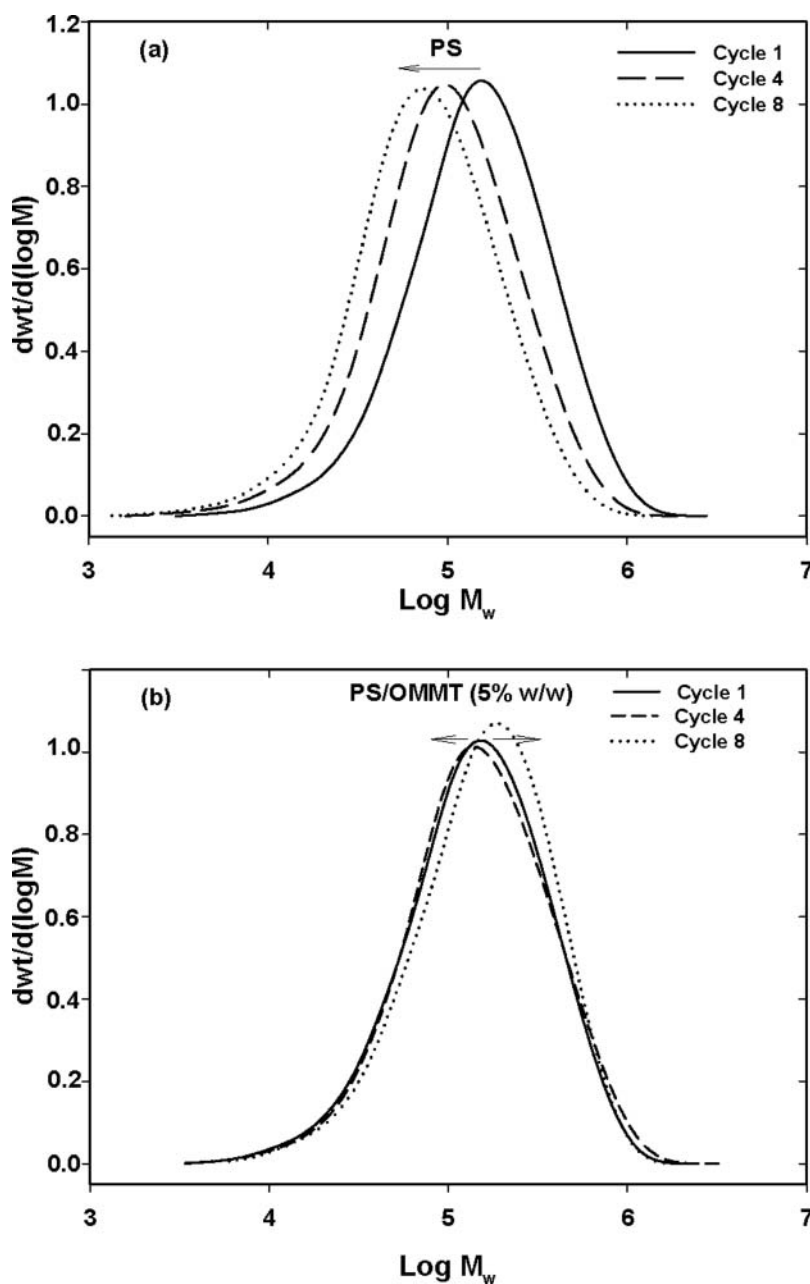 (a)
PS
Cycle 1
Cycle 4
Cycle 8
dwt/d(logM)
1.2
1.0
0.8
0.6
0.4
0.2
0.0
3 4 5 6 7
Log Mw
(b)
PS/OMMT (5% w/w)
Cycle 1
Cycle 4
Cycle 8
dwt/d(logM)
1.0
0.8
0.6
0.4
0.2
0.0
3 4 5 6 7
Log Mw